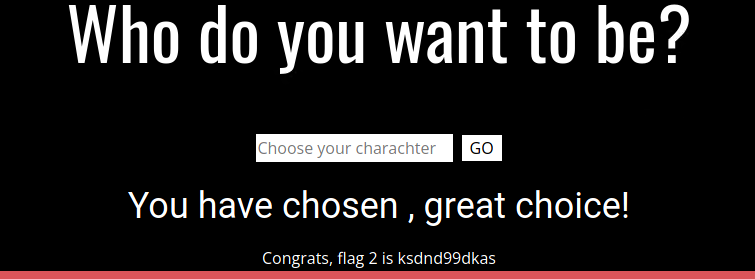 Who do you want to be?
Choose your charachter GO
You have chosen , great choice!
Congrats, flag 2 is ksdnd99dkas